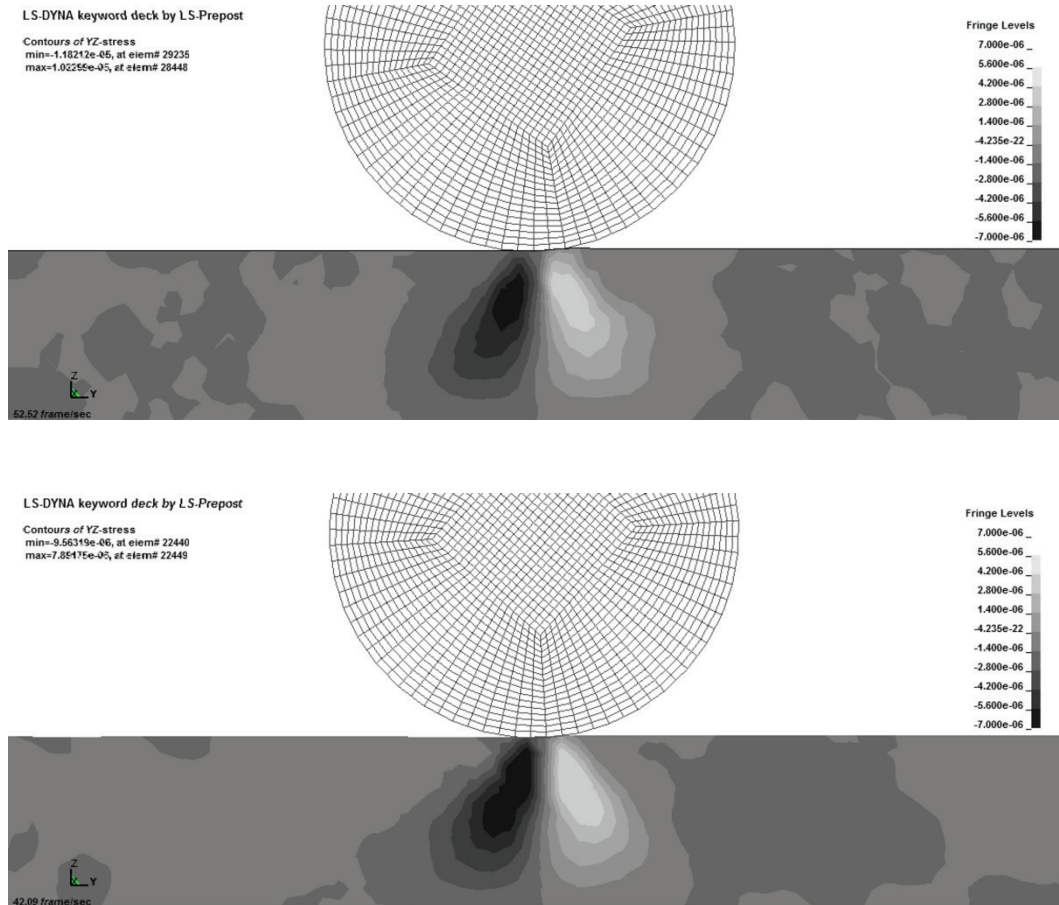 LS-DYNA keyword deck by LS-Prepost
Contours of YZ-stress
min=-1.18212e-05, at elem# 29235
max=1.02299e-05, at elem# 28448
Fringe Levels
7.000e-06
5.600e-06
4.200e-06
2.800e-06
1.400e-06
-4.235e-22
-1.400e-06
-2.800e-06
-4.200e-06
-5.600e-06
-7.000e-06
Z
X Y
52.52 frame/sec
LS-DYNA keyword deck by LS-Prepost
Contours of YZ-stress
min=-9.56319e-06, at elem# 22440
max=7.89175e-06, at elem# 22449
Fringe Levels
7.000e-06
5.600e-06
4.200e-06
2.800e-06
1.400e-06
-4.235e-22
-1.400e-06
-2.800e-06
-4.200e-06
-5.600e-06
-7.000e-06
Z
X Y
42.09 frame/sec